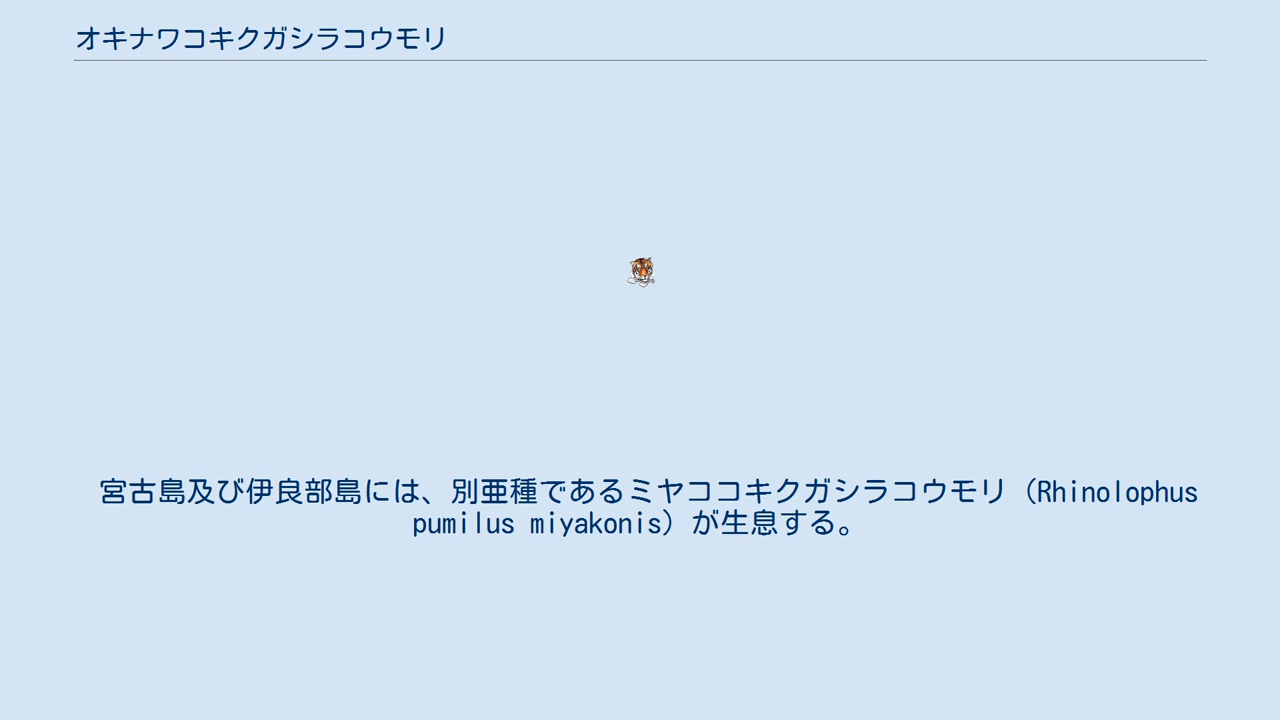 オキナワコキクガシラコウモリ
宮古島及び伊良部島には、別亜種であるミヤココキクガシラコウモリ（Rhinolophus
pumilus miyakonis）が生息する。